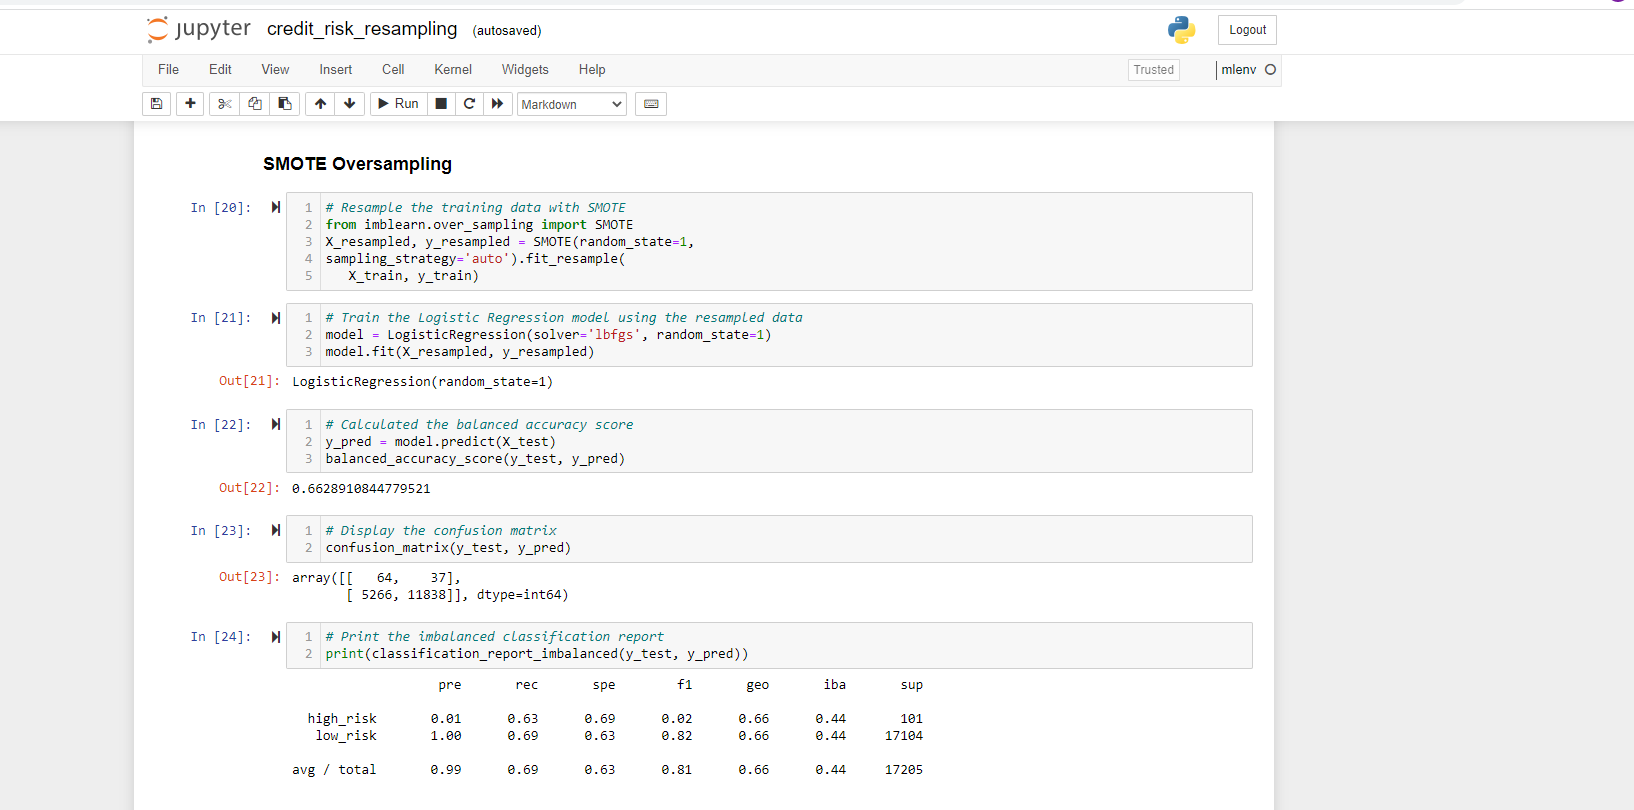 jupyter credit_risk_resampling (autosaved)
Logout
File Edit View Insert Cell Kernel Widgets Help
Trusted mlenv
Run Markdown
SMOTE Oversampling
In [20]:
1 # Resample the training data with SMOTE
2 from imblearn.over_sampling import SMOTE
3 X_resampled, y_resampled = SMOTE(random_state=1,
4 sampling_strategy='auto').fit_resample(
5    X_train, y_train)
In [21]:
1 # Train the Logistic Regression model using the resampled data
2 model = LogisticRegression(solver='lbfgs', random_state=1)
3 model.fit(X_resampled, y_resampled)
Out[21]: LogisticRegression(random_state=1)
In [22]:
1 # Calculated the balanced accuracy score
2 y_pred = model.predict(X_test)
3 balanced_accuracy_score(y_test, y_pred)
Out[22]: 0.6628910844779521
In [23]:
1 # Display the confusion matrix
2 confusion_matrix(y_test, y_pred)
Out[23]: array([[   64,    37],
       [ 5266, 11838]], dtype=int64)
In [24]:
1 # Print the imbalanced classification report
2 print(classification_report_imbalanced(y_test, y_pred))
pre rec spe f1 geo iba sup
high_risk 0.01 0.63 0.69 0.02 0.66 0.44 101
low_risk 1.00 0.69 0.63 0.82 0.66 0.44 17104
avg / total 0.99 0.69 0.63 0.81 0.66 0.44 17205